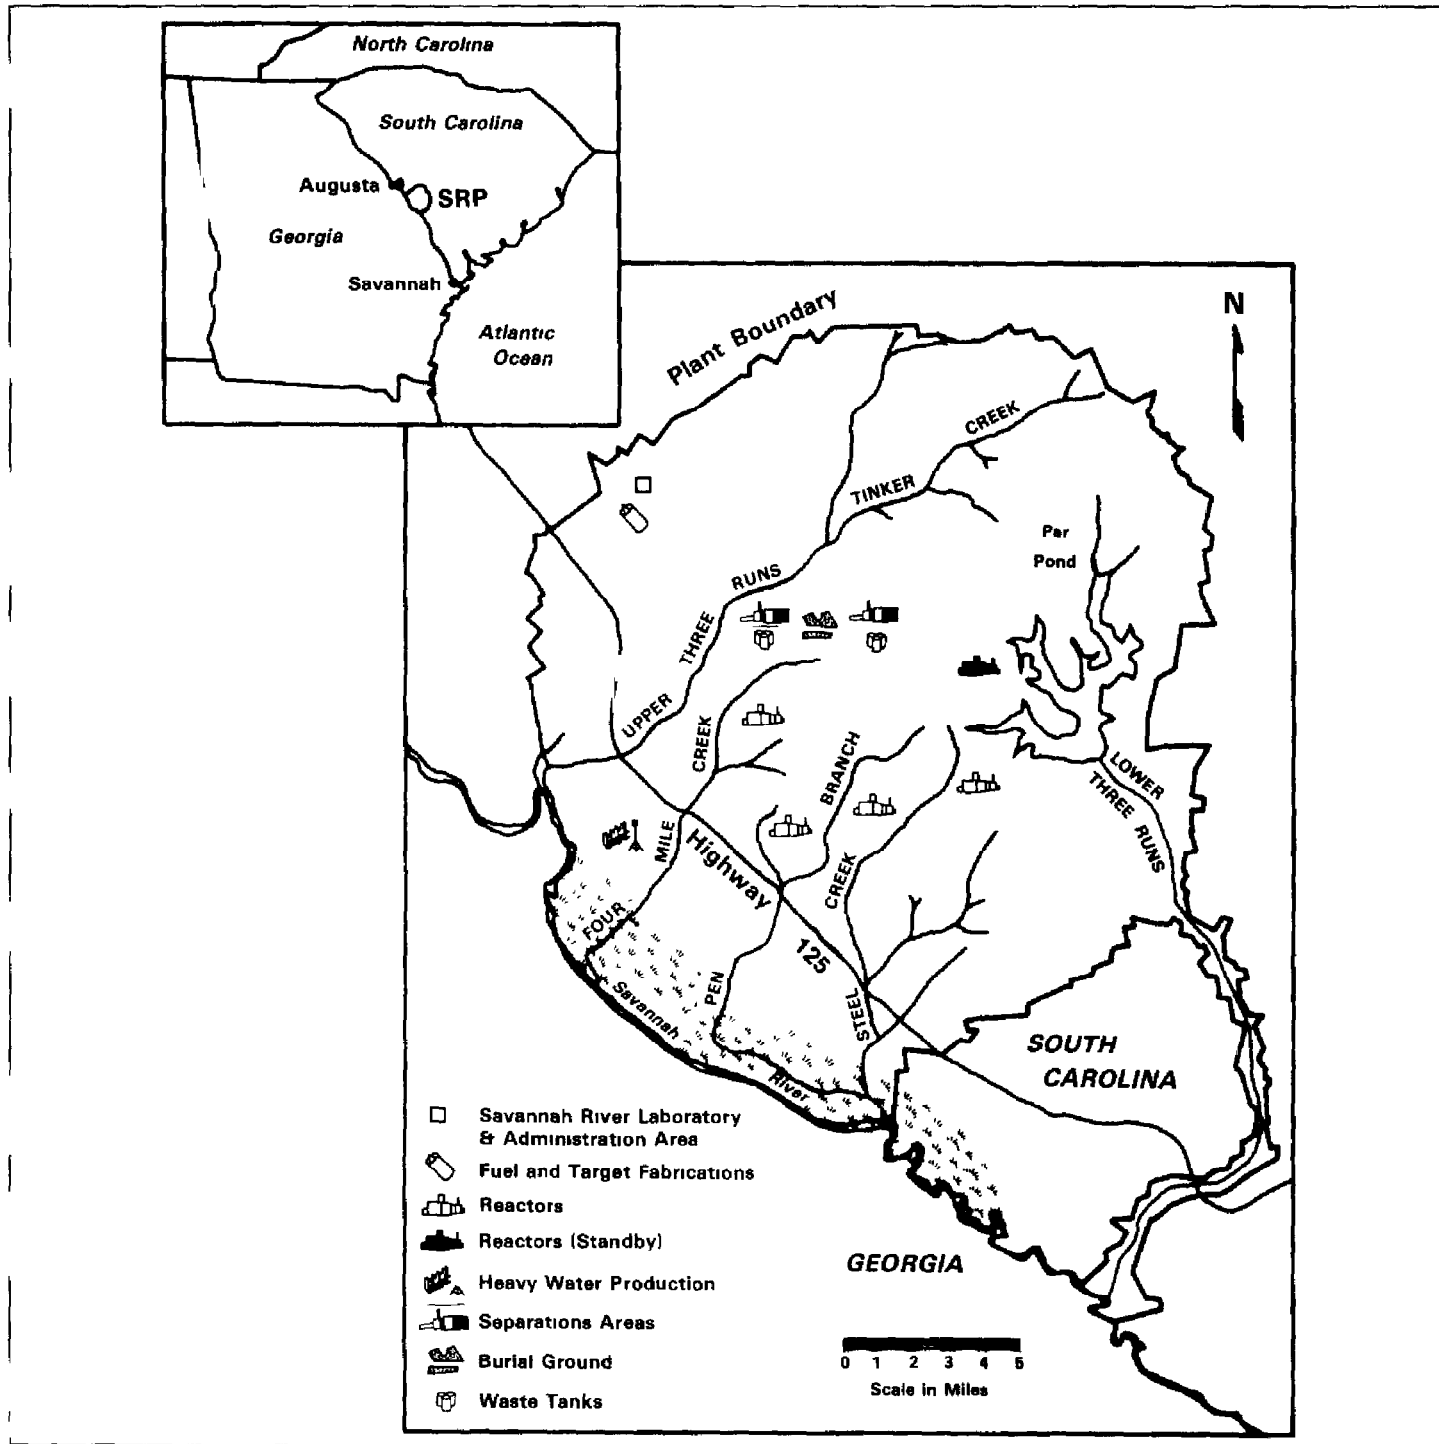 North Carolina
South Carolina
Augusta
SRP
Georgia
Savannah
Atlantic
Ocean
N
Plant Boundary
CREEK
TINKER
Par
Pond
RUNS
THREE
UPPER
CREEK
BRANCH
LOWER
THREE RUNS
MILE
Highway
125
CREEK
FOUR
PEN
STEEL
Savannah
River
SOUTH
CAROLINA
GEORGIA
Savannah River Laboratory
& Administration Area
Fuel and Target Fabrications
Reactors
Reactors (Standby)
Heavy Water Production
Separations Areas
Burial Ground
Waste Tanks
0 1 2 3 4 5
Scale in Miles